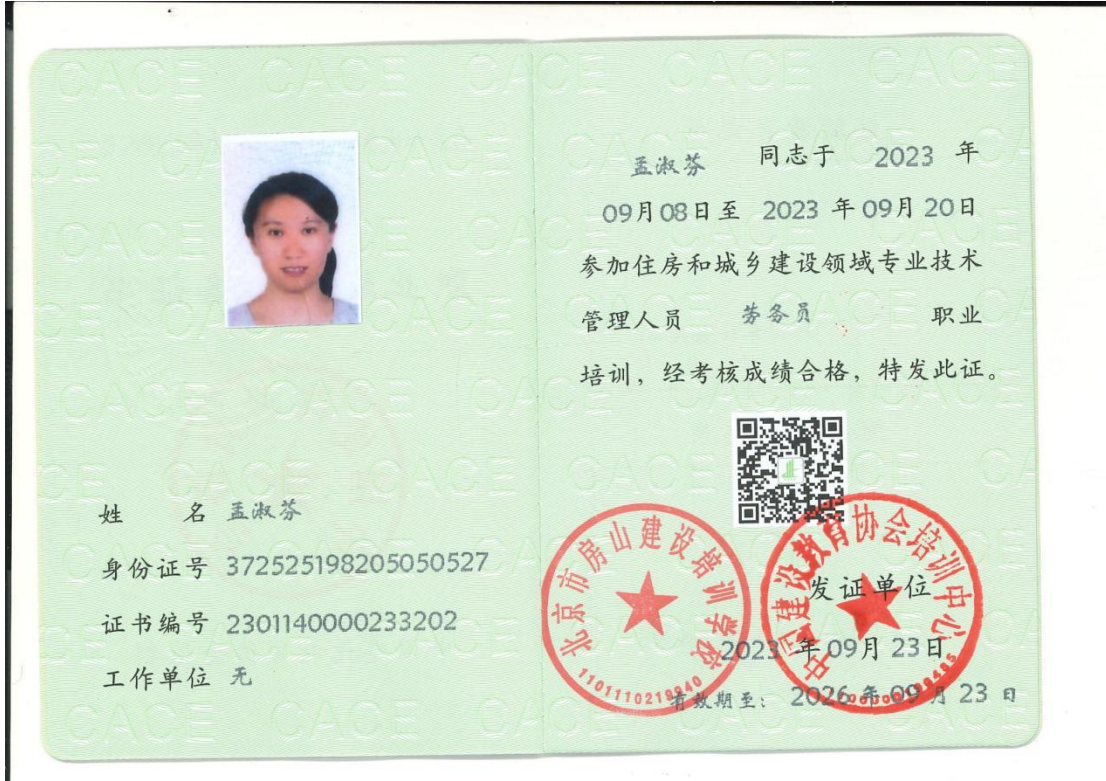 姓 名 孟淑芬
身份证号 372525198205050527
证书编号 2301140000233202
工作单位 无
孟淑芬 同志于 2023 年
09月08日至 2023 年09月20日
参加住房和城乡建设领域专业技术
管理人员 劳务员 职业
培训，经考核成绩合格，特发此证。
北京市房山建设培训学校
中国建设教育协会培训中心
发证单位
2023 年09月23日
有效期至： 2026 年 09 月 23 日
CACE